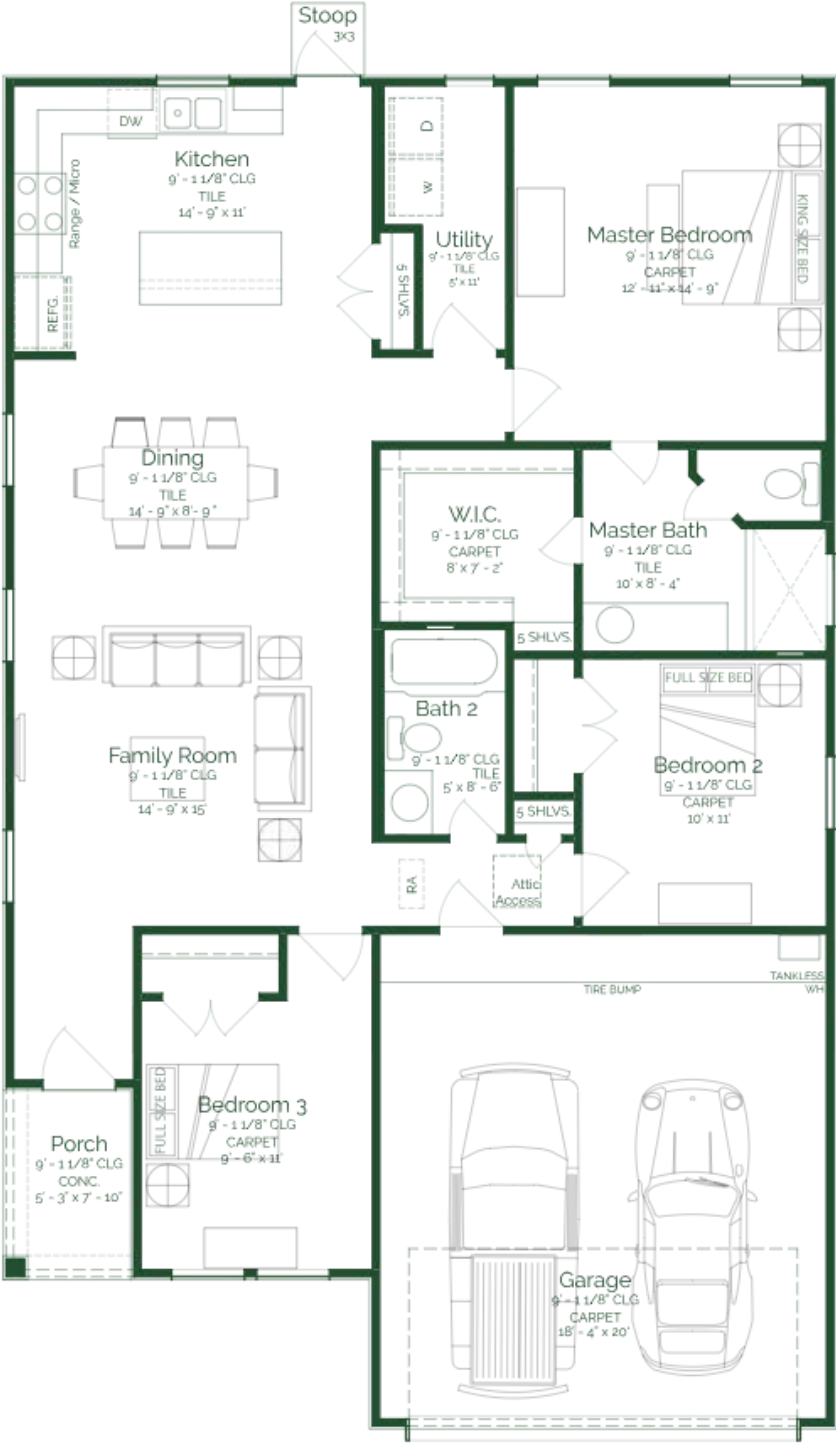 Stoop
3x3
DW
Kitchen
9' - 1 1/8" CLG
TILE
14' - 9" x 11'
Range / Micro
REFG.
5 SHLVS.
D
W
Utility
9' - 1 1/8" CLG
TILE
5' x 11'
Master Bedroom
9' - 1 1/8" CLG
CARPET
12' - 11" x 14' - 9"
KING SIZE BED
Dining
9' - 1 1/8" CLG
TILE
14' - 9" x 8' - 9"
W.I.C.
9' - 1 1/8" CLG
CARPET
8' x 7' - 2"
5 SHLVS.
Master Bath
9' - 1 1/8" CLG
TILE
10' x 8' - 4"
Family Room
9' - 1 1/8" CLG
TILE
14' - 9" x 15'
Bath 2
9' - 1 1/8" CLG
TILE
5' x 8' - 6"
5 SHLVS.
FULL SIZE BED
Bedroom 2
9' - 1 1/8" CLG
CARPET
10' x 11'
RA
Attic
Access
TANKLESS
WH
TIRE BUMP
FULL SIZE BED
Bedroom 3
9' - 1 1/8" CLG
CARPET
9' - 6" x 11'
Porch
9' - 1 1/8" CLG
CONC.
5' - 3" x 7' - 10"
Garage
9' - 1 1/8" CLG
CARPET
18' - 4" x 20'